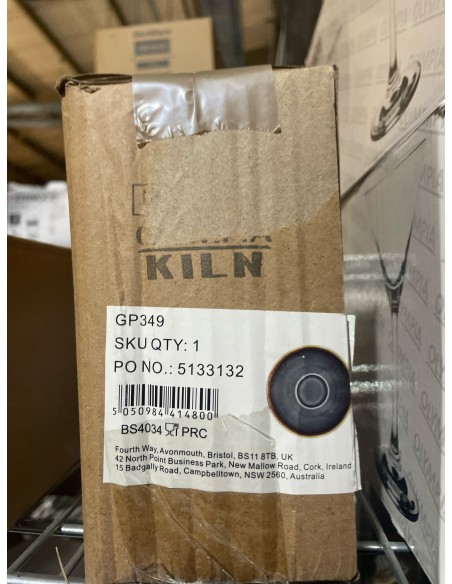 KILN
GP349
SKU QTY: 1
PO NO.: 5133132
5 050984 414800
BS4034 PRC
Fourth Way, Avonmouth, Bristol, BS11 8TB, UK
42 North Point Business Park, New Mallow Road, Cork, Ireland
15 Badgally Road, Campbelltown, NSW 2560, Australia